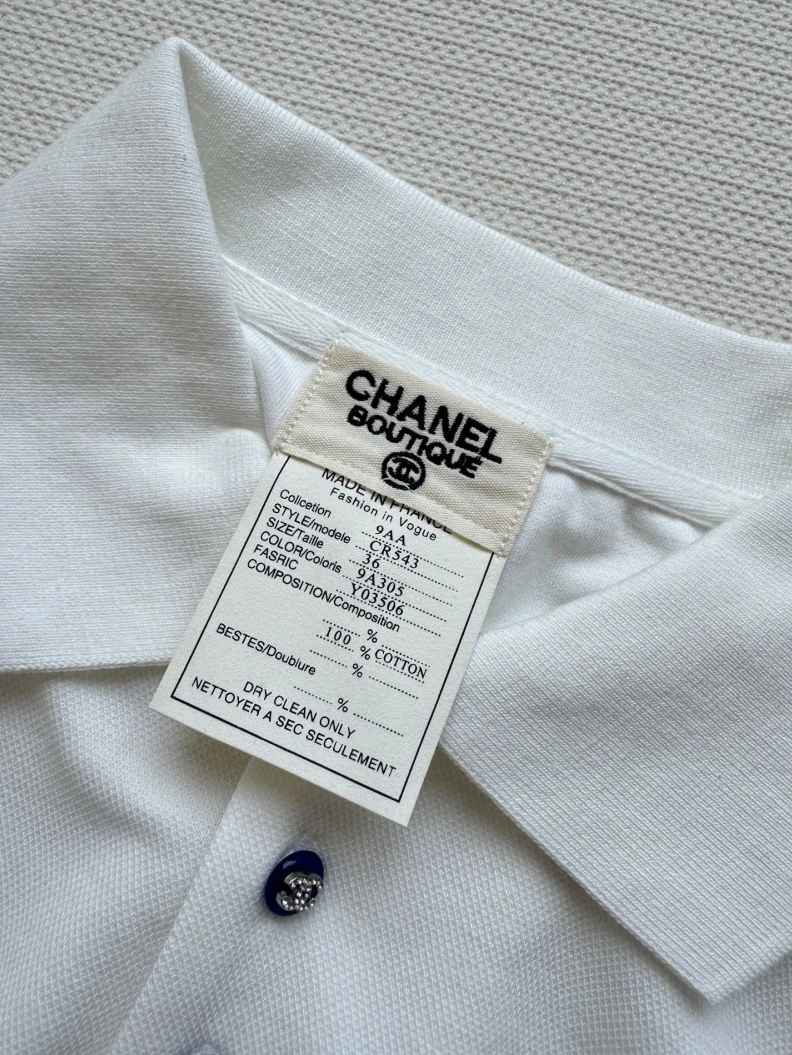 CHANEL
BOUTIQUE
MADE IN FRANCE
Fashion in Vogue
Colicetion 9AA
STYLE/modele CR543
SIZE/Taille 36
COLOR/Coloris 9A305
FASRIC Y03506
COMPOSITION/Composition
%
100 % COTTON
BESTES/Doublure %
%
DRY CLEAN ONLY
NETTOYER A SEC SECULEMENT